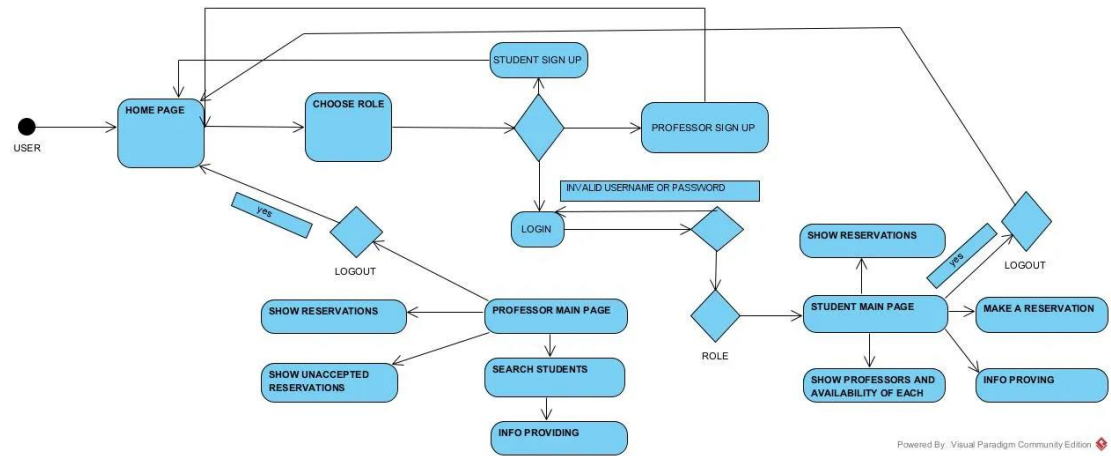 STUDENT SIGN UP
HOME PAGE
CHOOSE ROLE
PROFESSOR SIGN UP
USER
INVALID USERNAME OR PASSWORD
yes
LOGIN
SHOW RESERVATIONS
yes
LOGOUT
LOGOUT
SHOW RESERVATIONS
PROFESSOR MAIN PAGE
STUDENT MAIN PAGE
MAKE A RESERVATION
ROLE
SHOW UNACCEPTED
RESERVATIONS
SEARCH STUDENTS
SHOW PROFESSORS AND
AVAILABILITY OF EACH
INFO PROVING
INFO PROVIDING
Powered By Visual Paradigm Community Edition